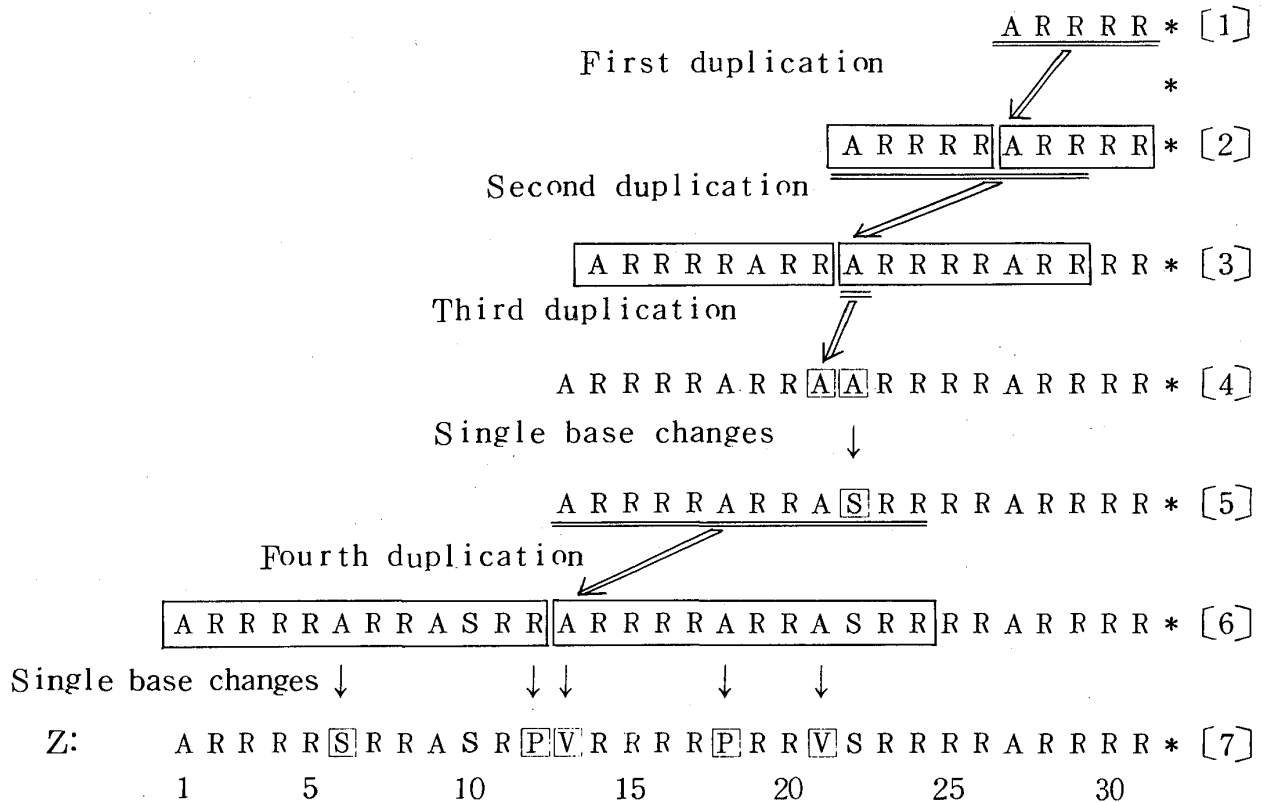 A R R R R * [1]
First duplication
*
A R R R R A R R R R * [2]
Second duplication
A R R R R A R R A R R R R A R R R R * [3]
Third duplication
A R R R R A R R A A R R R R A R R R R * [4]
Single base changes ↓
A R R R R A R R A S R R R R A R R R R * [5]
Fourth duplication
A R R R R A R R A S R R A R R R R A R R A S R R R R A R R R R * [6]
Single base changes ↓ ↓ ↓ ↓ ↓
Z: A R R R R S R R A S R P V R R R R P R R V S R R R R A R R R R * [7]
1 5 10 15 20 25 30